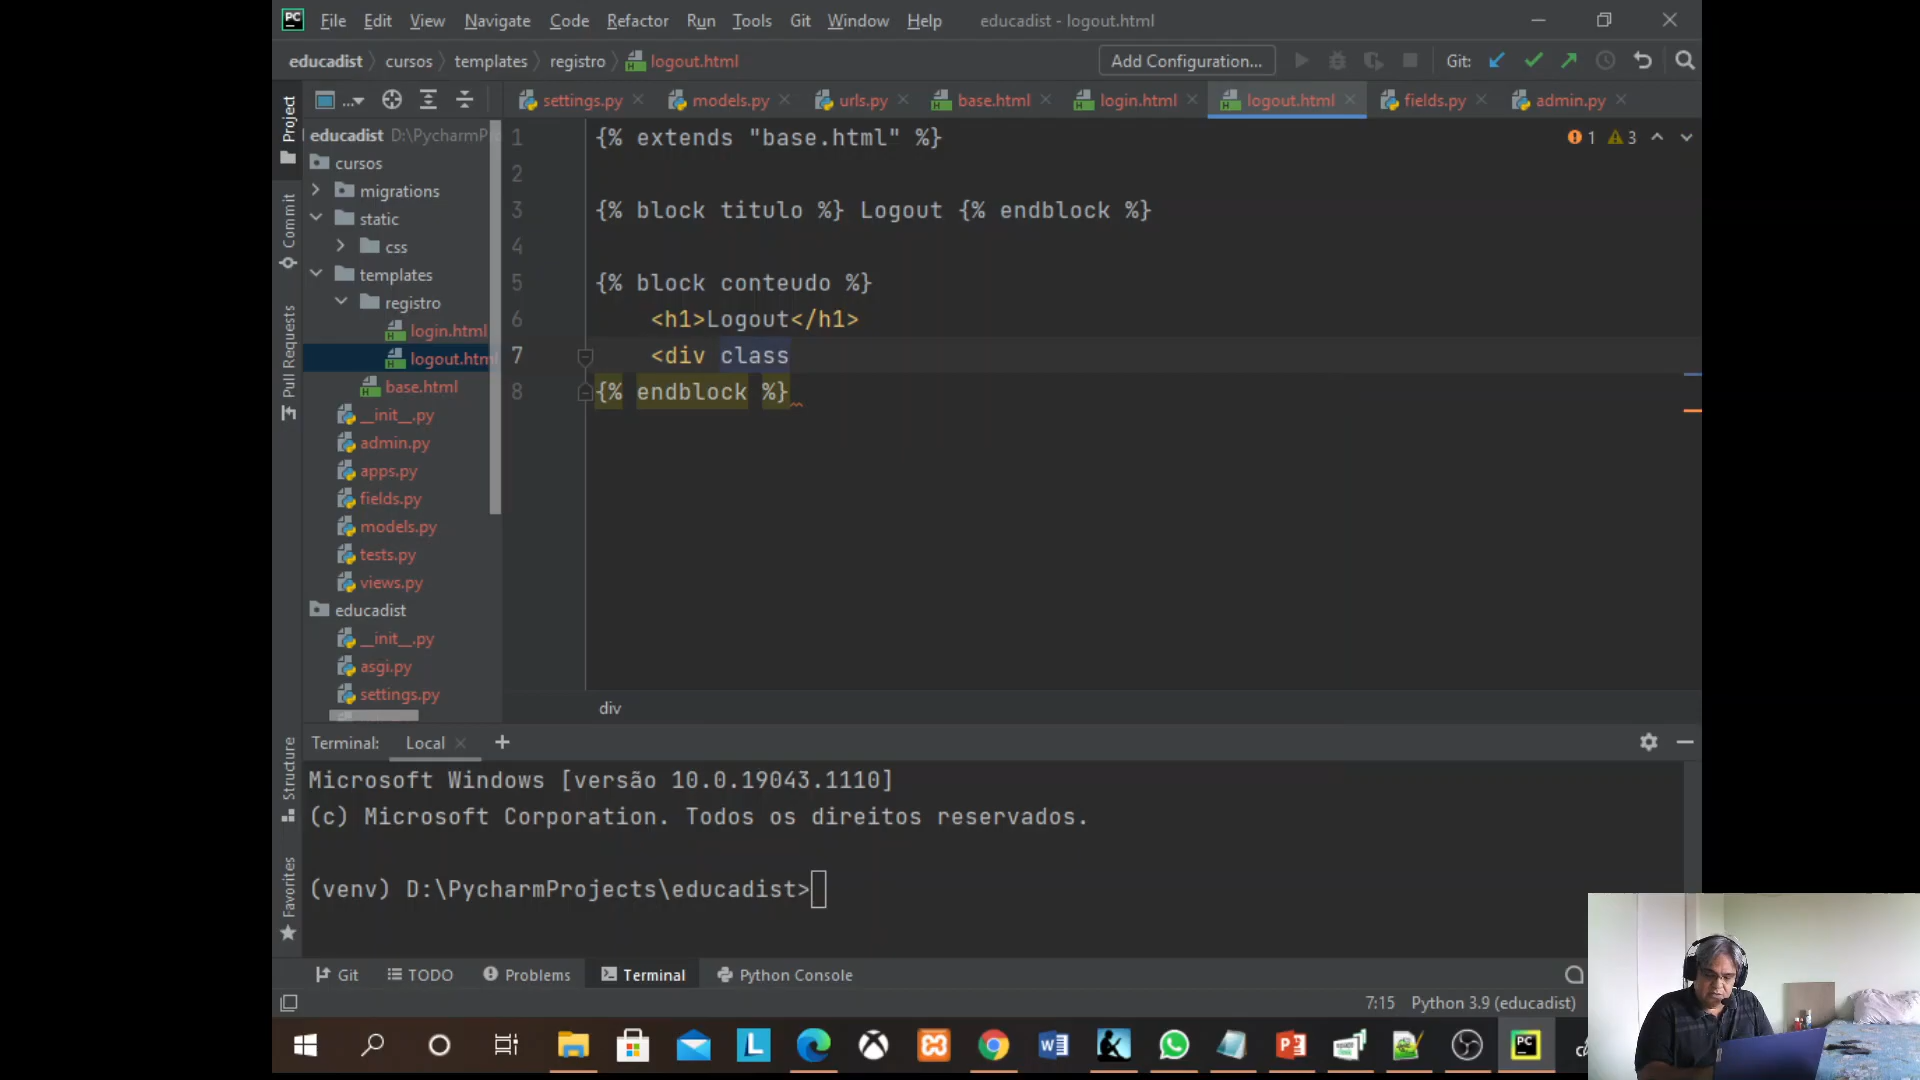 PC File Edit View Navigate Code Refactor Run Tools Git Window Help educadist - logout.html
educadist cursos templates registro logout.html Add Configuration... Git:
... settings.py models.py urls.py base.html login.html logout.html fields.py admin.py
Project
Commit
Pull Requests
Structure
Favorites
educadist D:\PycharmP
cursos
migrations
static
css
templates
registro
login.html
logout.htm
base.html
__init__.py
admin.py
apps.py
fields.py
models.py
tests.py
views.py
educadist
__init__.py
asgi.py
settings.py
1 {% extends "base.html" %}
2
3 {% block titulo %} Logout {% endblock %}
4
5 {% block conteudo %}
6 <h1>Logout</h1>
7 <div class
8 {% endblock %}
1 3
div
Terminal: Local
Microsoft Windows [versão 10.0.19043.1110]
(c) Microsoft Corporation. Todos os direitos reservados.
(venv) D:\PycharmProjects\educadist>
Git TODO Problems Terminal Python Console
7:15 Python 3.9 (educadist)